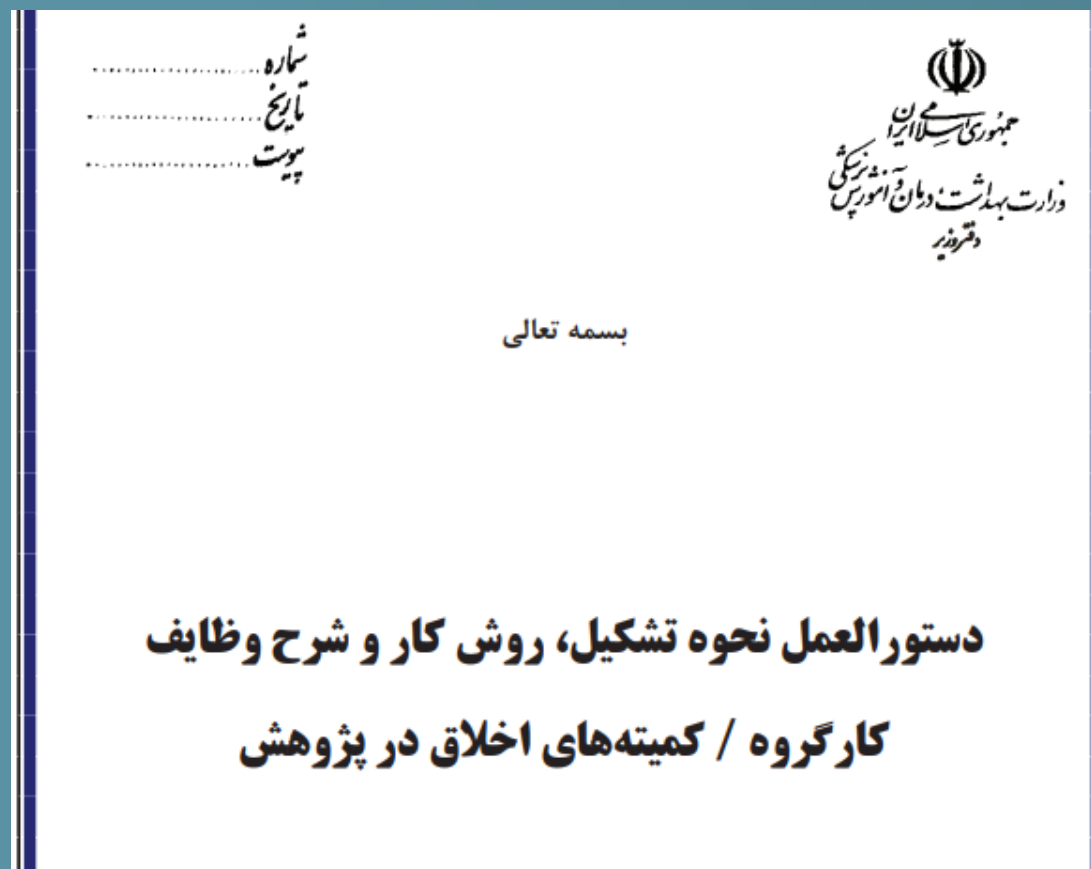 جمهوری اسلامی ایران
وزارت بهداشت، درمان و آموزش پزشکی
دفتر وزیر
شماره ....................
تاریخ ....................
پیوست ....................
بسمه تعالی
دستورالعمل نحوه تشکیل، روش کار و شرح وظایف
کارگروه / کمیته‌های اخلاق در پژوهش